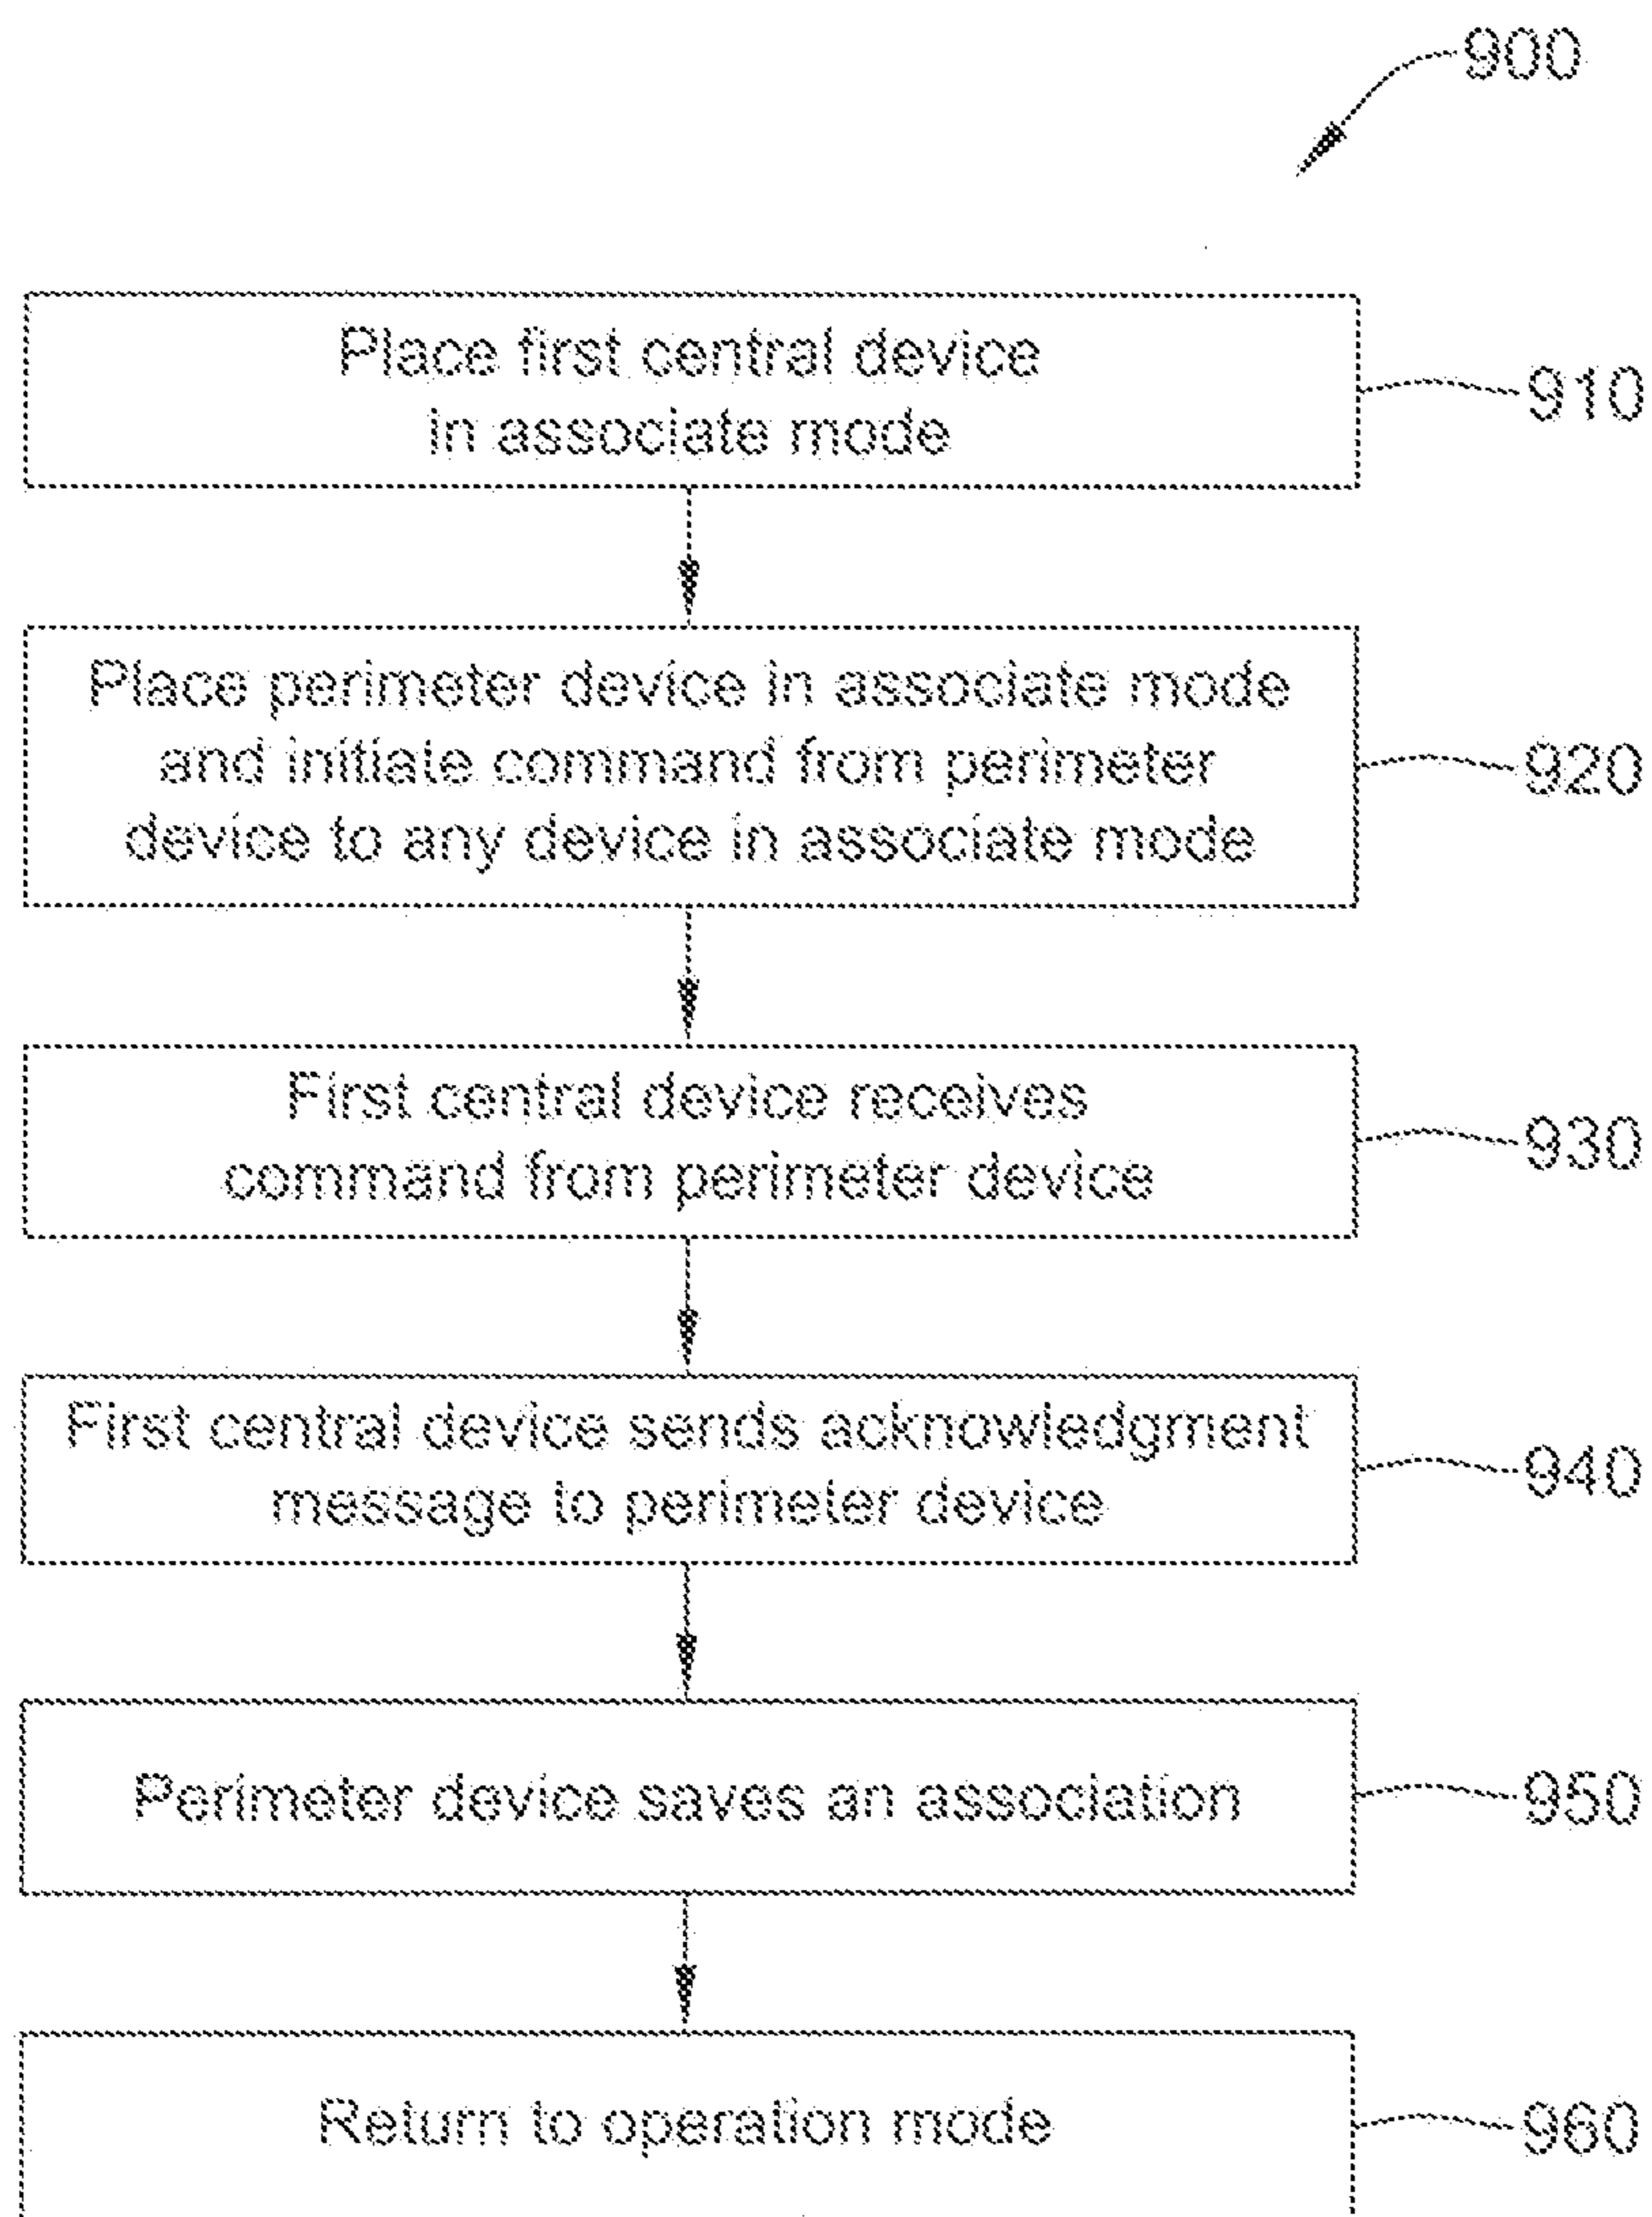 900
Place first central device
in associate mode
910
Place perimeter device in associate mode
and initiate command from perimeter
device to any device in associate mode
920
First central device receives
command from perimeter device
930
First central device sends acknowledgment
message to perimeter device
940
Perimeter device saves an association
950
Return to operation mode
960